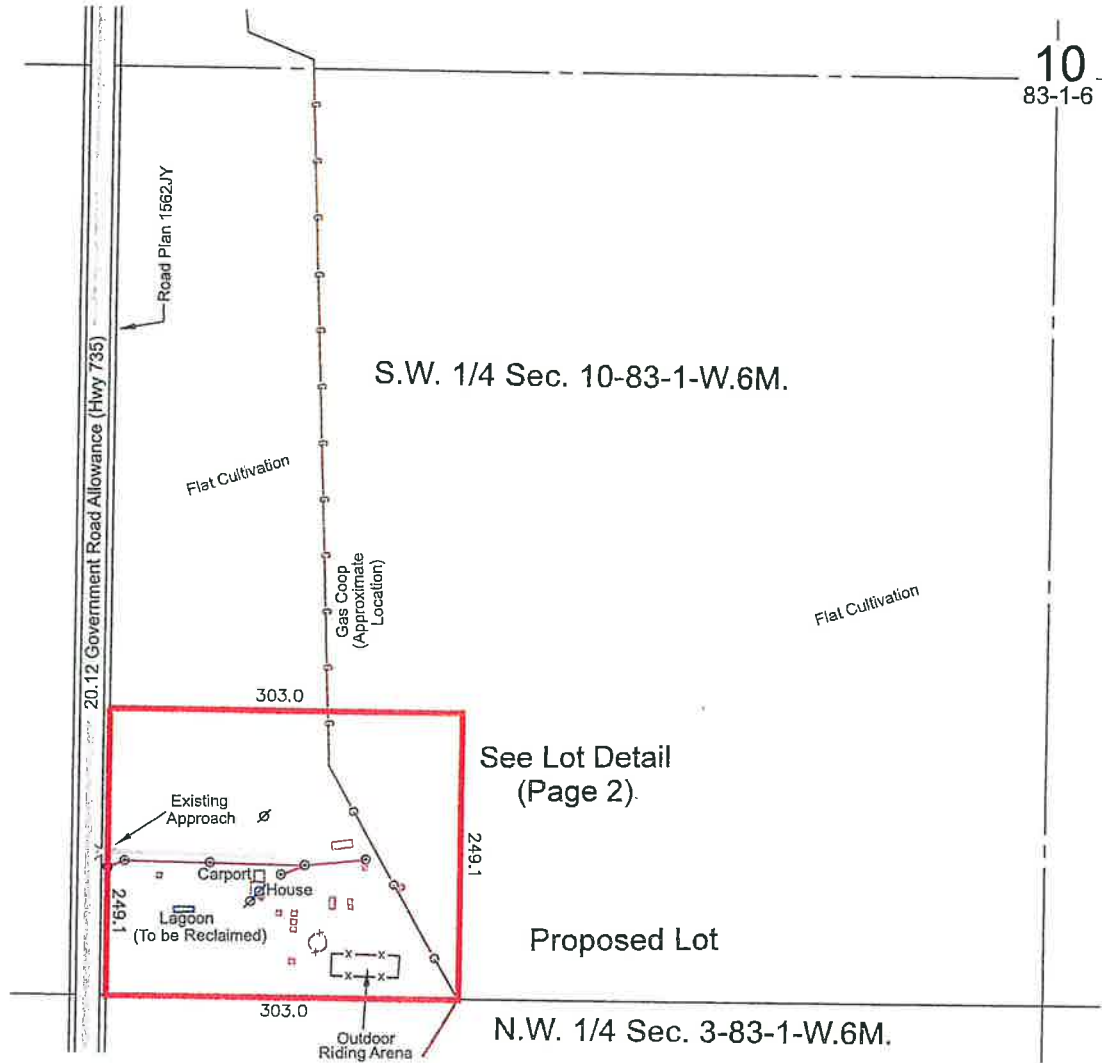 10
83-1-6
Road Plan 1562JY
20.12 Government Road Allowance (Hwy 735)
S.W. 1/4 Sec. 10-83-1-W.6M.
Flat Cultivation
Gas Coop
(Approximate
Location)
Flat Cultivation
303.0
See Lot Detail
(Page 2)
Existing
Approach
249.1
Carport
House
249.1
Lagoon
(To be Reclaimed)
Proposed Lot
303.0
Outdoor
Riding Arena
N.W. 1/4 Sec. 3-83-1-W.6M.